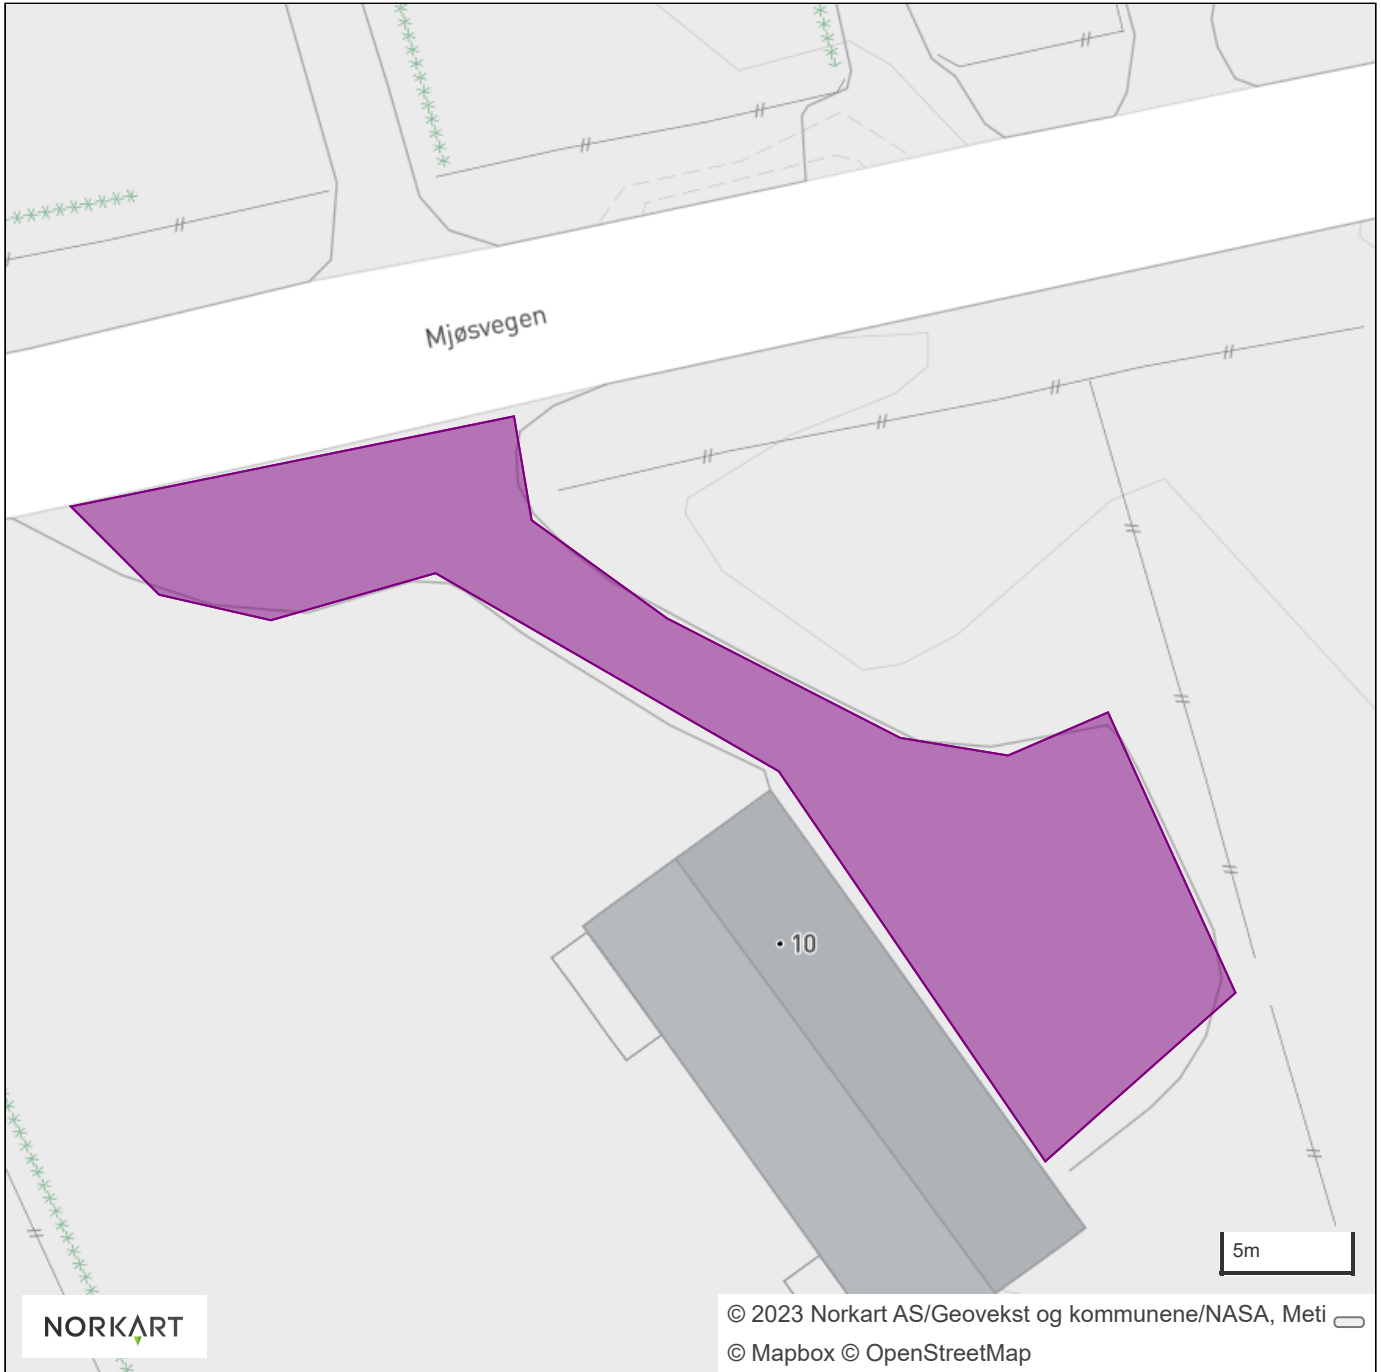 Mjøsvegen
10
5m
NORKART
© 2023 Norkart AS/Geovekst og kommunene/NASA, Meti
© Mapbox © OpenStreetMap